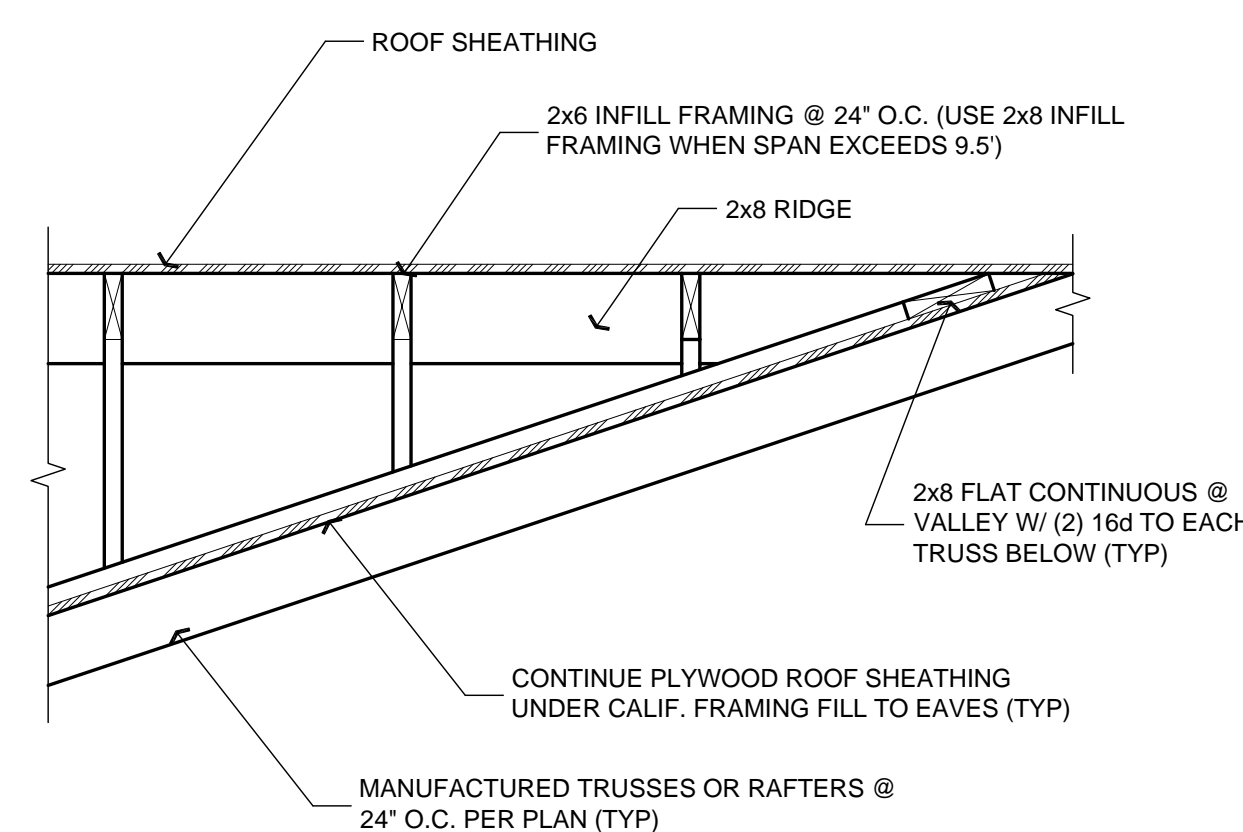 ROOF SHEATHING
2x6 INFILL FRAMING @ 24" O.C. (USE 2x8 INFILL
FRAMING WHEN SPAN EXCEEDS 9.5')
2x8 RIDGE
2x8 FLAT CONTINUOUS @
VALLEY W/ (2) 16d TO EACH
TRUSS BELOW (TYP)
CONTINUE PLYWOOD ROOF SHEATHING
UNDER CALIF. FRAMING FILL TO EAVES (TYP)
MANUFACTURED TRUSSES OR RAFTERS @
24" O.C. PER PLAN (TYP)